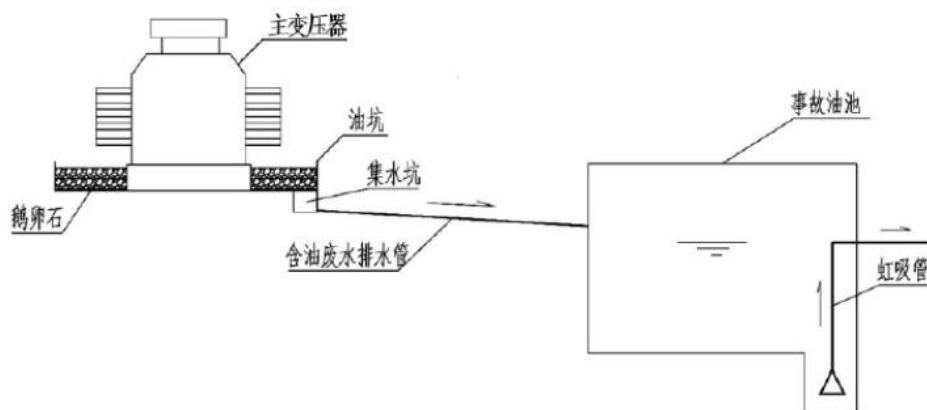 主变压器
油坑
集水坑
鹅卵石
含油废水排水管
事故油池
虹吸管